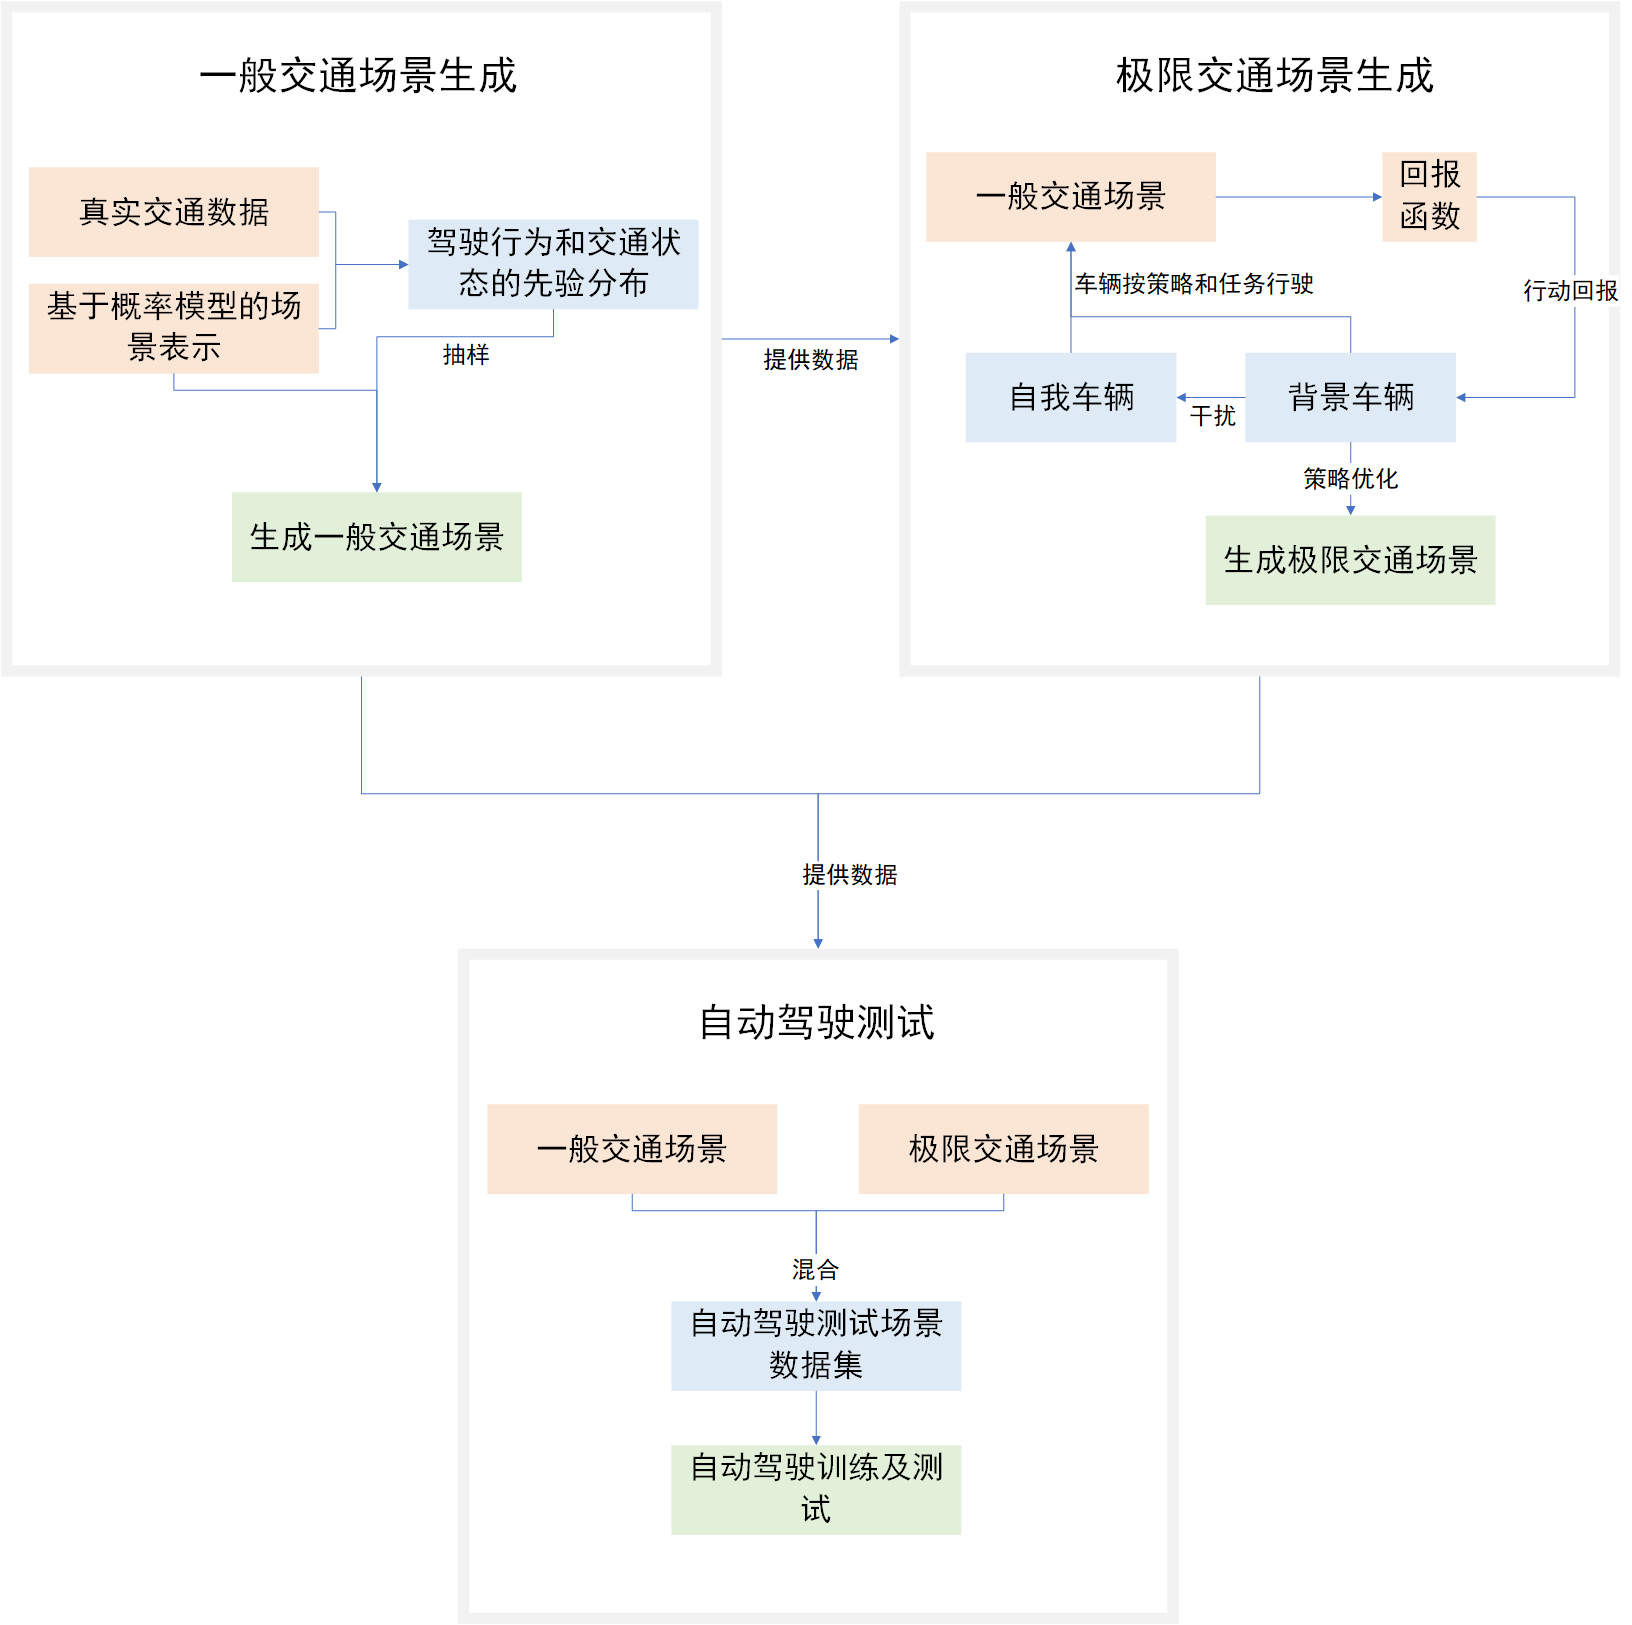 一般交通场景生成
真实交通数据
基于概率模型的场
景表示
驾驶行为和交通状
态的先验分布
抽样
生成一般交通场景
提供数据
极限交通场景生成
一般交通场景
回报
函数
车辆按策略和任务行驶
行动回报
自我车辆
干扰
背景车辆
策略优化
生成极限交通场景
提供数据
自动驾驶测试
一般交通场景
极限交通场景
混合
自动驾驶测试场景
数据集
自动驾驶训练及测
试